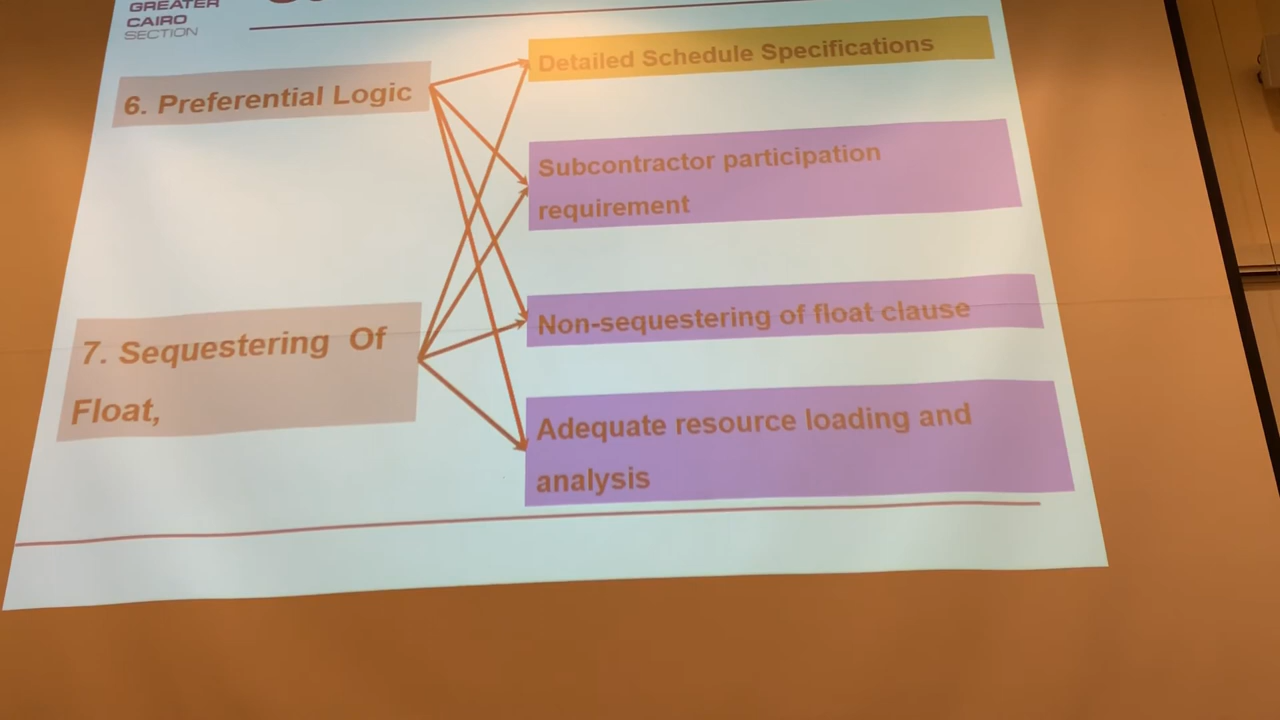 GREATER
CAIRO
SECTION
6. Preferential Logic
7. Sequestering Of
Float,
Detailed Schedule Specifications
Subcontractor participation
requirement
Non-sequestering of float clause
Adequate resource loading and
analysis